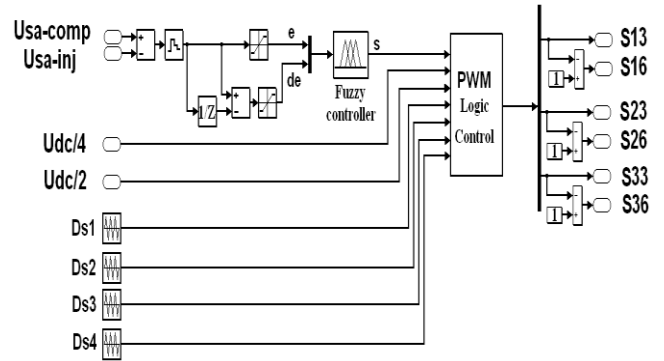 Usa-comp
Usa-inj
+
-
e
de
1/Z
+
-
s
Fuzzy
controller
Udc/4
Udc/2
Ds1
Ds2
Ds3
Ds4
PWM
Logic
Control
S13
-
+
1
S16
S23
-
+
1
S26
S33
-
+
1
S36